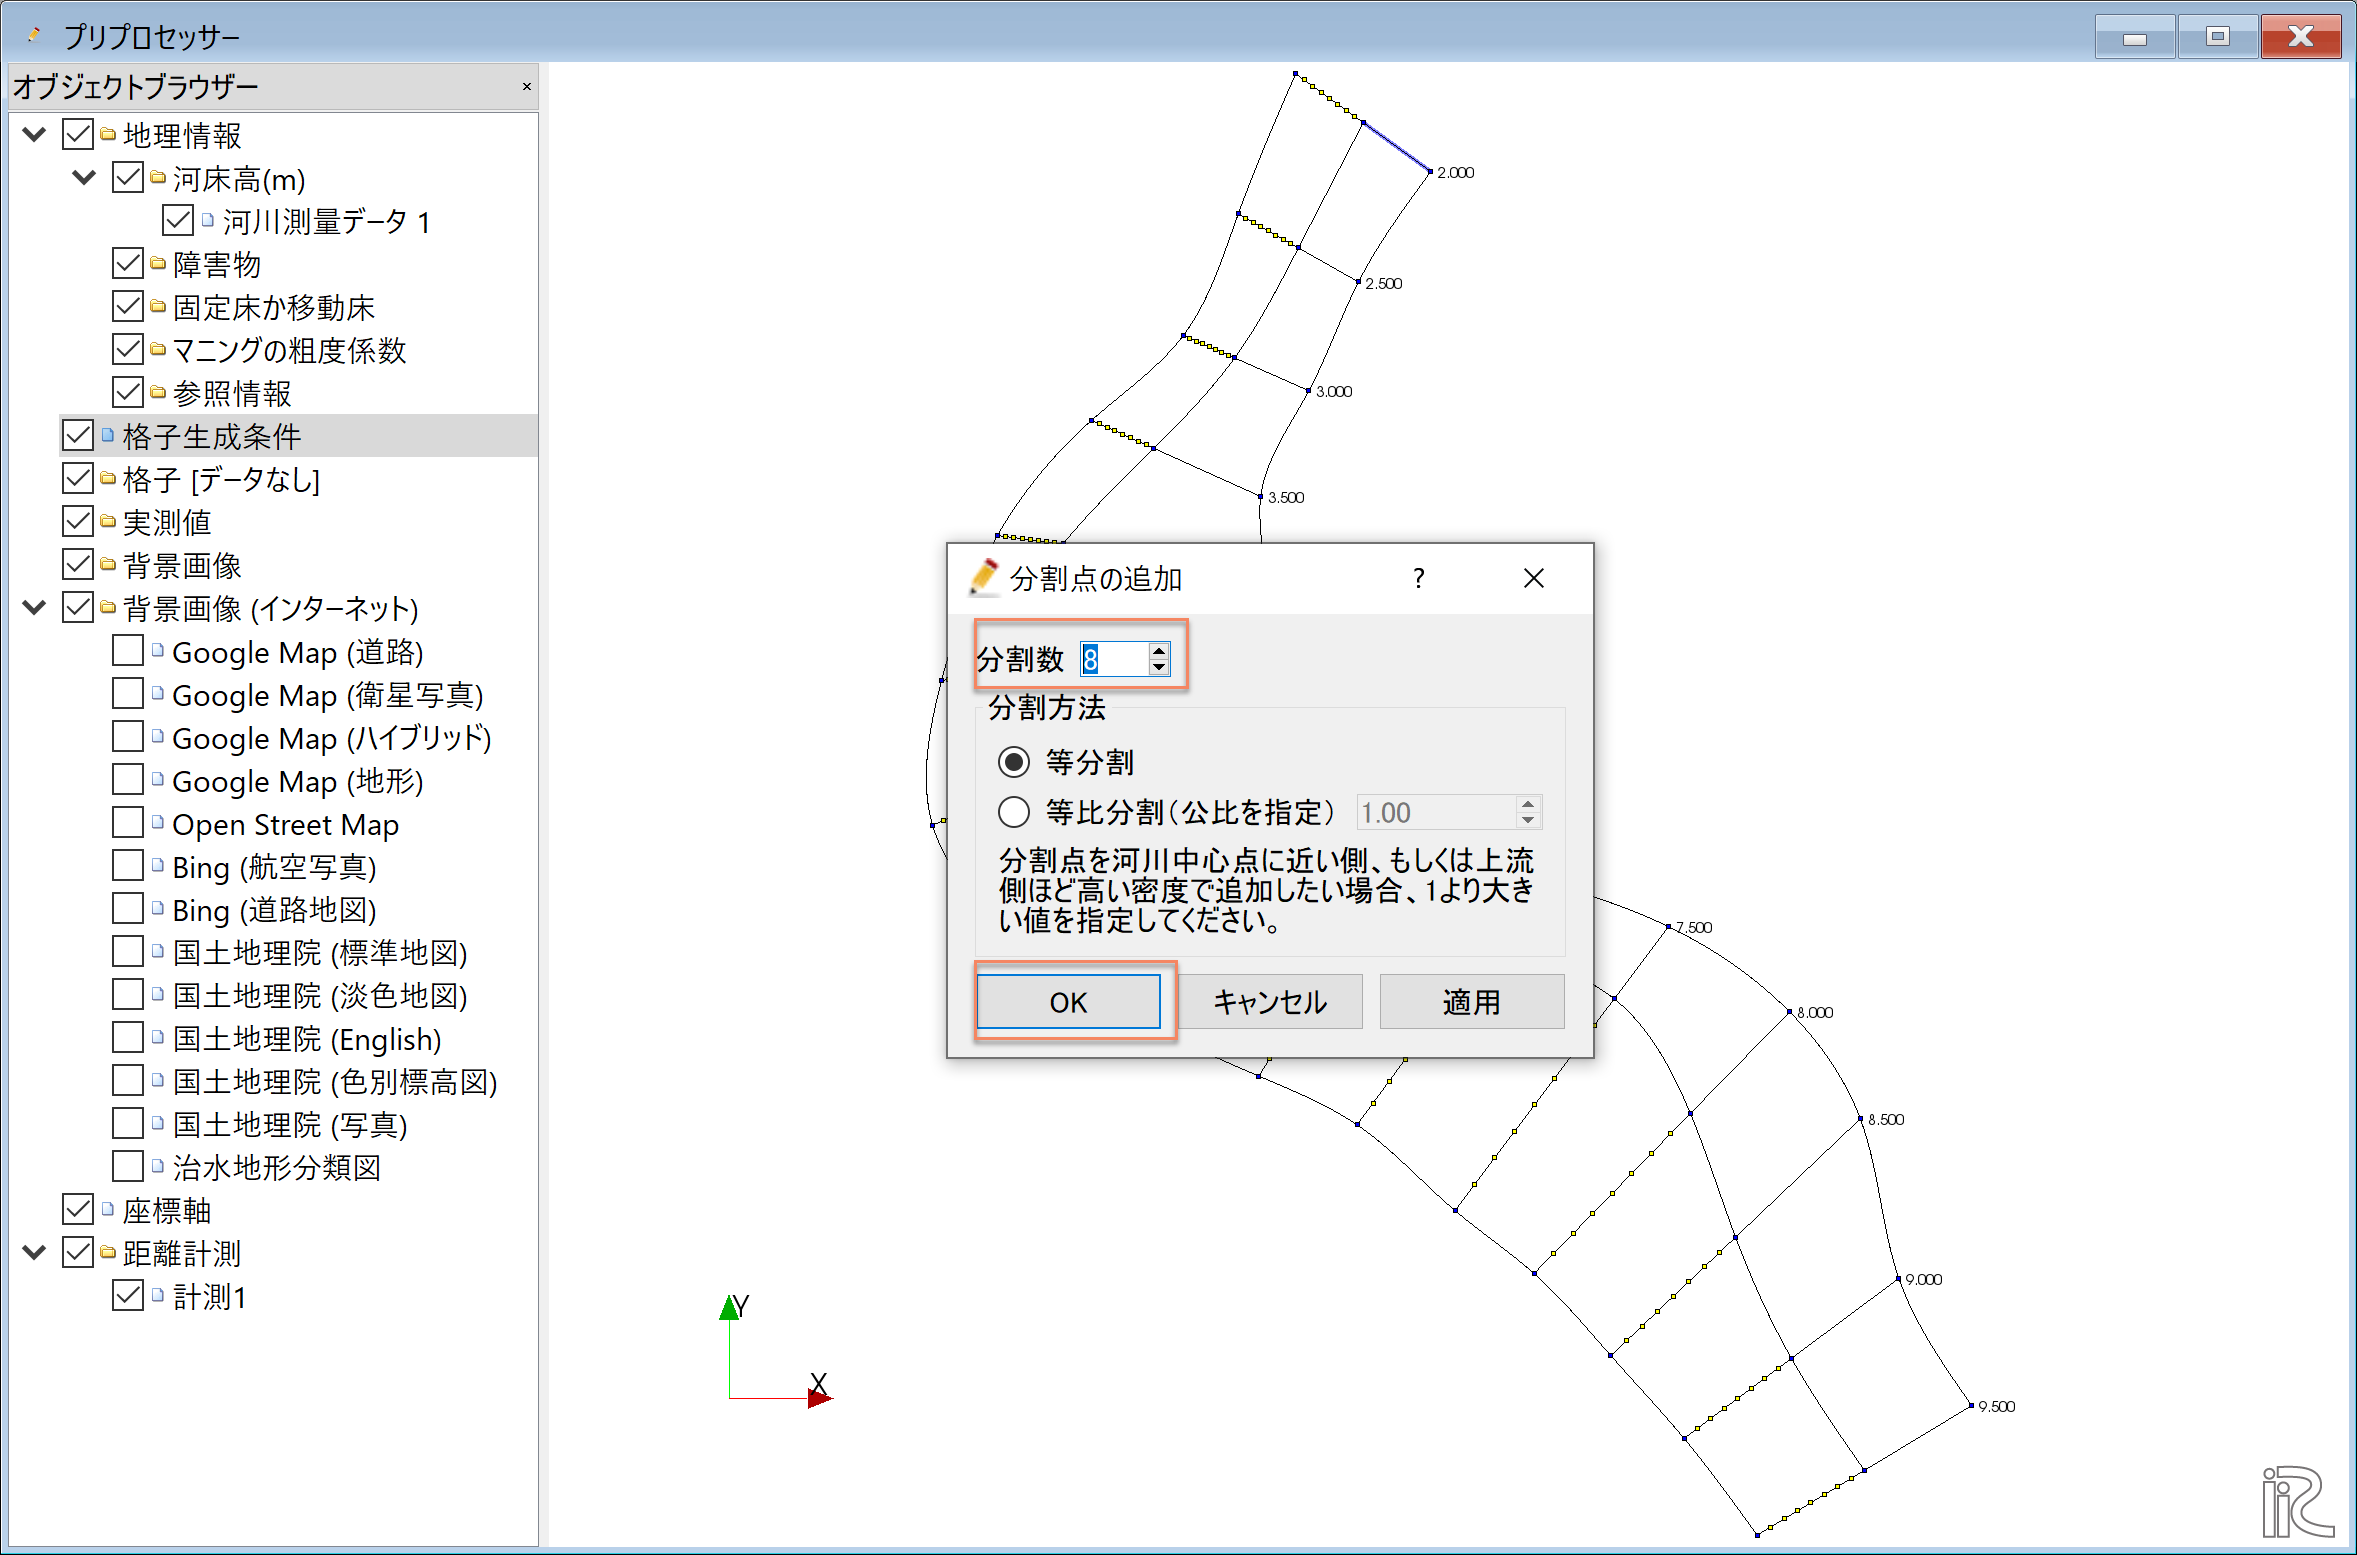 プリプロセッサー
オブジェクトブラウザー
地理情報
河床高(m)
河川測量データ 1
障害物
固定床か移動床
マニングの粗度係数
参照情報
格子生成条件
格子 [データなし]
実測値
背景画像
背景画像 (インターネット)
Google Map (道路)
Google Map (衛星写真)
Google Map (ハイブリッド)
Google Map (地形)
Open Street Map
Bing (航空写真)
Bing (道路地図)
国土地理院 (標準地図)
国土地理院 (淡色地図)
国土地理院 (English)
国土地理院 (色別標高図)
国土地理院 (写真)
治水地形分類図
座標軸
距離計測
計測1
2.000
2.500
3.000
3.500
分割点の追加
?
分割数 8
分割方法
等分割
等比分割（公比を指定） 1.00
分割点を河川中心点に近い側、もしくは上流
側ほど高い密度で追加したい場合、1より大き
い値を指定してください。
OK キャンセル 適用
7.500
8.000
8.500
9.000
9.500
Y
X
iRIC